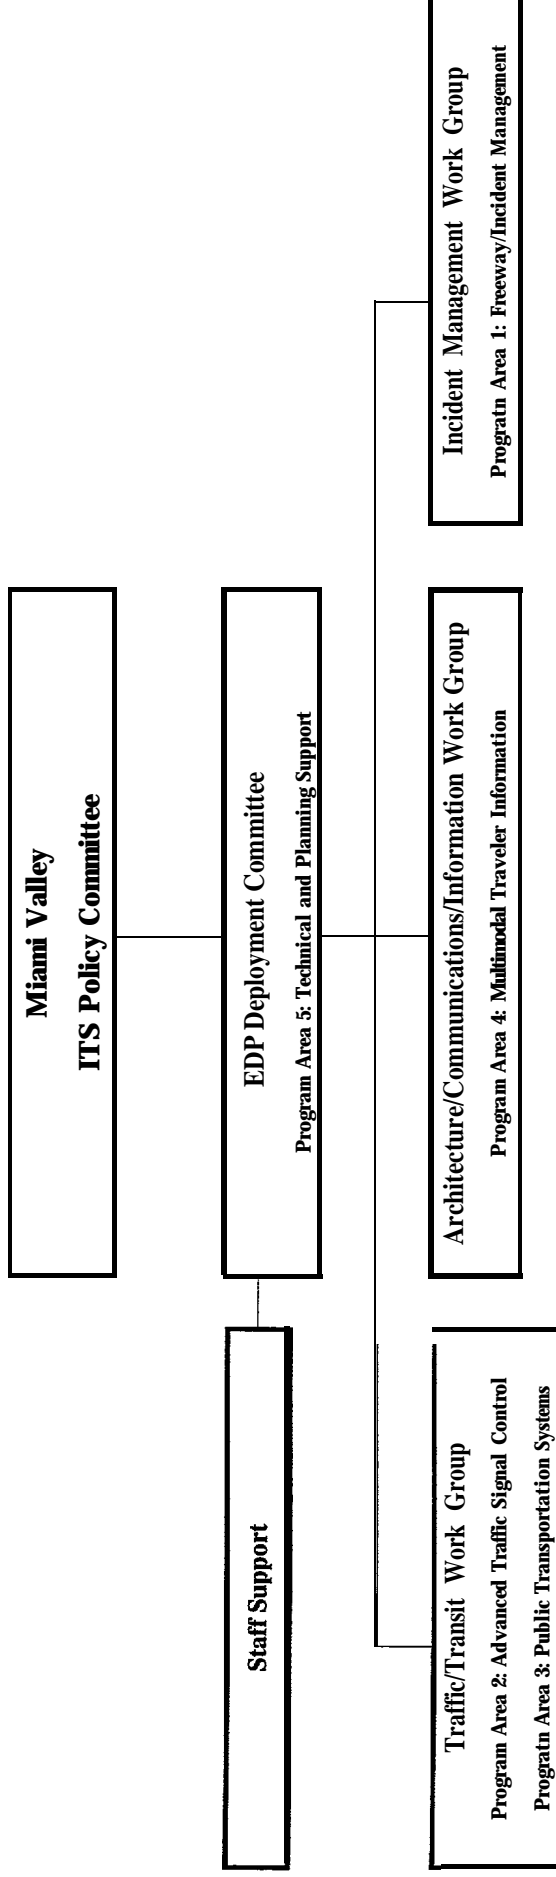 Miami Valley
ITS Policy Committee
Staff Support
EDP Deployment Committee
Program Area 5: Technical and Planning Support
Traffic/Transit Work Group
Program Area 2: Advanced Traffic Signal Control
Progratn Area 3: Public Transportation Systems
Architecture/Communications/Information Work Group
Program Area 4: Multimodal Traveler Information
Incident Management Work Group
Progratn Area 1: Freeway/Incident Management